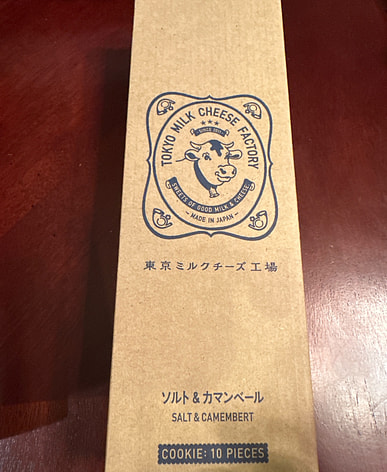 TOKYO MILK CHEESE FACTORY
SINCE 2011
SWEETS OF GOOD MILK & CHEESE
~ MADE IN JAPAN ~
東京ミルクチーズ工場
ソルト&カマンベール
SALT & CAMEMBERT
COOKIE: 10 PIECES